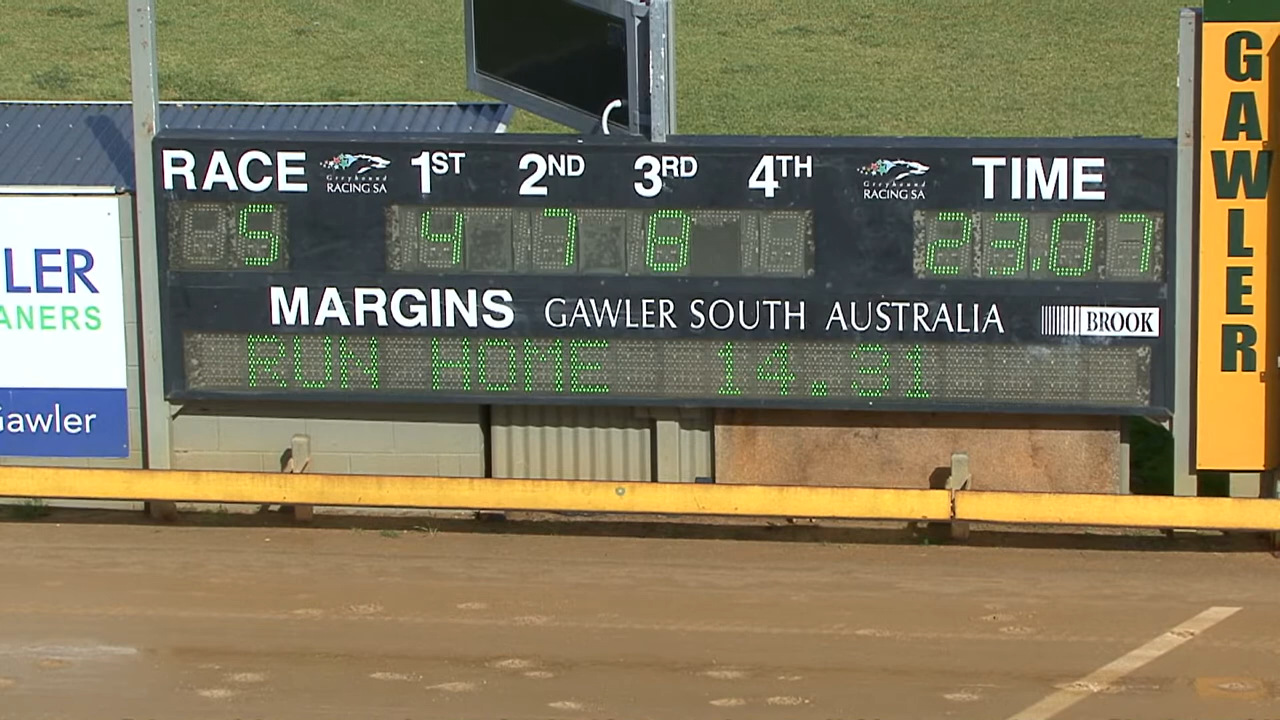 RACE 1ST 2ND 3RD 4TH TIME
Greyhound RACING SA
Greyhound RACING SA
5 4 7 8 23.07
MARGINS GAWLER SOUTH AUSTRALIA BROOK
RUN HOME 14.31
LER
ANERS
Gawler
GAWLER